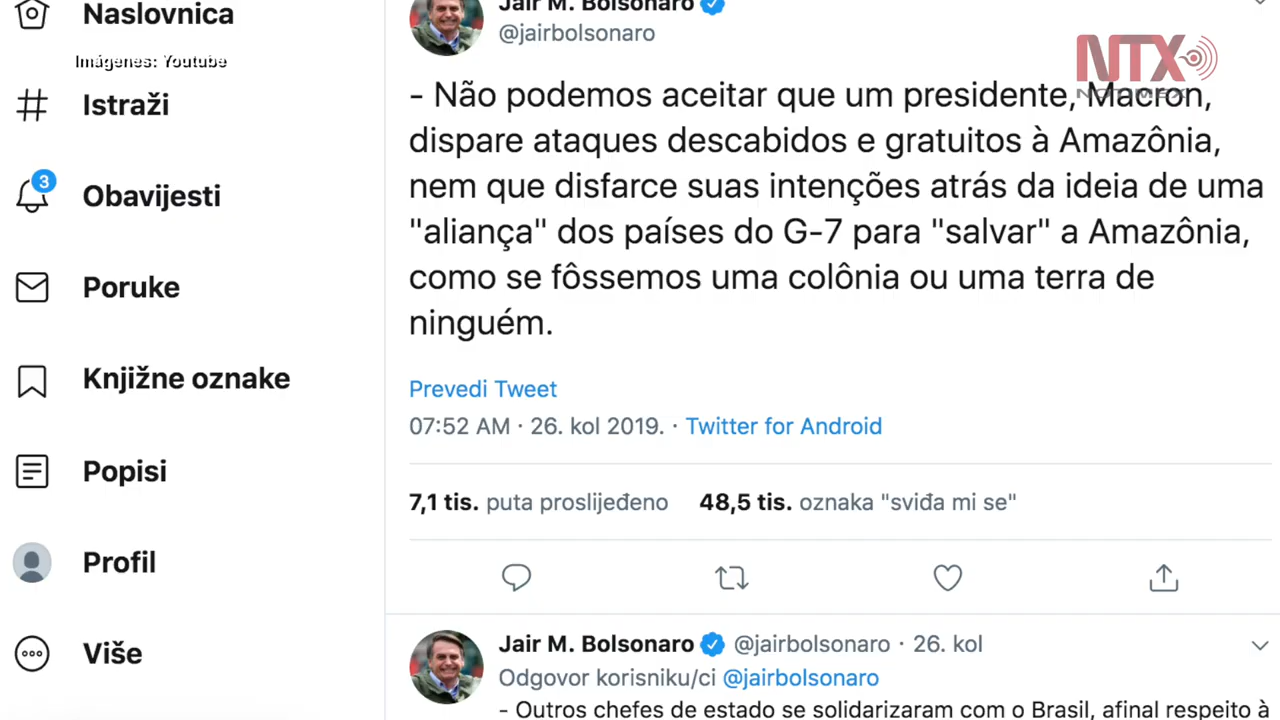 Naslovnica
Imágenes: Youtube
Istraži
3
Obavijesti
Poruke
Knjižne oznake
Popisi
Profil
Više
Jair M. Bolsonaro
@jairbolsonaro
NTX
NOTIMEX
- Não podemos aceitar que um presidente, Macron,
dispare ataques descabidos e gratuitos à Amazônia,
nem que disfarce suas intenções atrás da ideia de uma
"aliança" dos países do G-7 para "salvar" a Amazônia,
como se fôssemos uma colônia ou uma terra de
ninguém.
Prevedi Tweet
07:52 AM · 26. kol 2019. · Twitter for Android
7,1 tis. puta proslijeđeno 48,5 tis. oznaka "sviđa mi se"
Jair M. Bolsonaro @jairbolsonaro · 26. kol
Odgovor korisniku/ci @jairbolsonaro
- Outros chefes de estado se solidarizaram com o Brasil, afinal respeito à